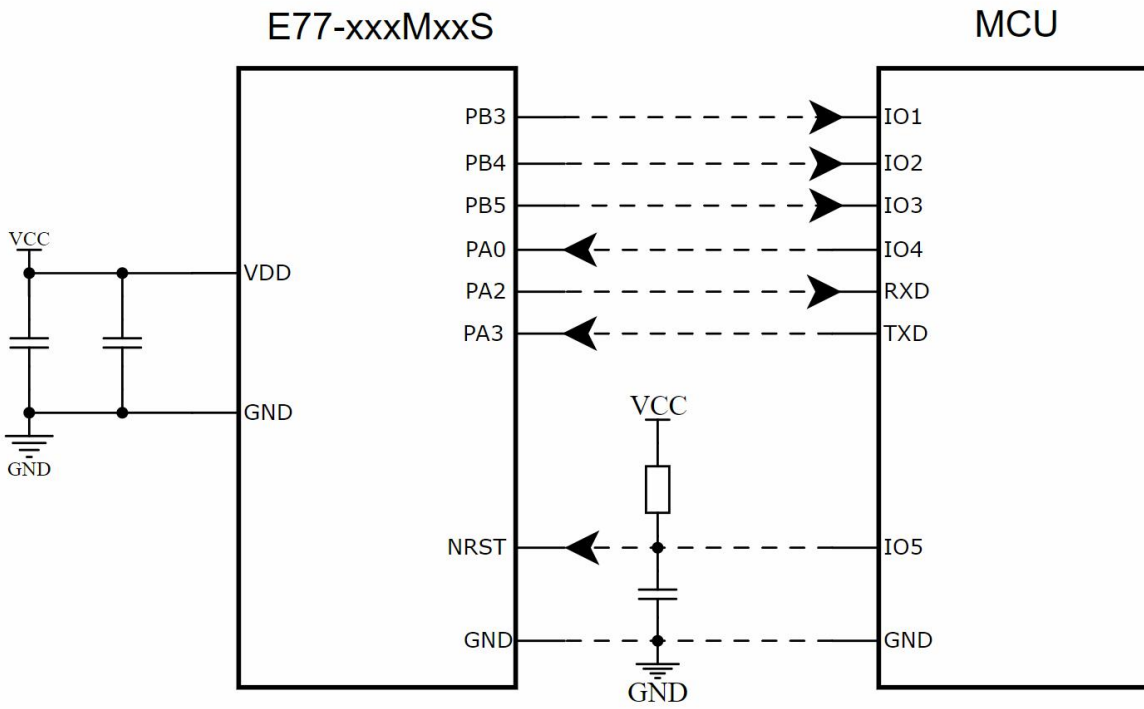 E77-xxxMxxS
MCU
PB3
IO1
PB4
IO2
PB5
IO3
VCC
PA0
IO4
VDD
PA2
RXD
PA3
TXD
VCC
GND
GND
NRST
IO5
GND
GND
GND